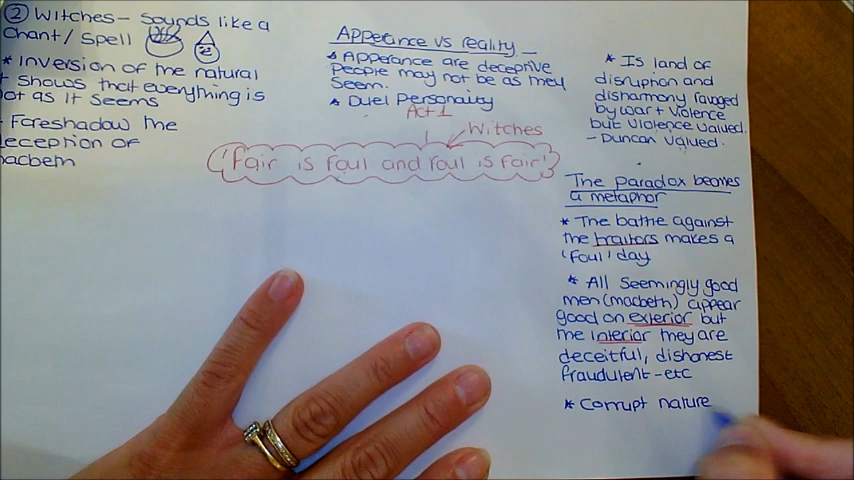 ② Witches - sounds like a
chant/spell
* Inversion of the natural
t shows that everything is
ot as it seems
- Foreshadow the
eception of
acbeth
Apperance vs reality -
* Apperance are deceptive
People may not be as they
seem.
* Duel Personality
Act 1
Witches
'Fair is Foul and Foul is Fair'
* Is land of
disruption and
disharmony ravaged
by war + violence
but violence valued.
- Duncan valued.
The Paradox becomes
a metaphor
* The battle against
the traitors makes a
'foul' day
* All seemingly good
men (macbeth) appear
good on exterior but
the interior they are
deceitful, dishonest
fraudulent - etc
* Corrupt nature